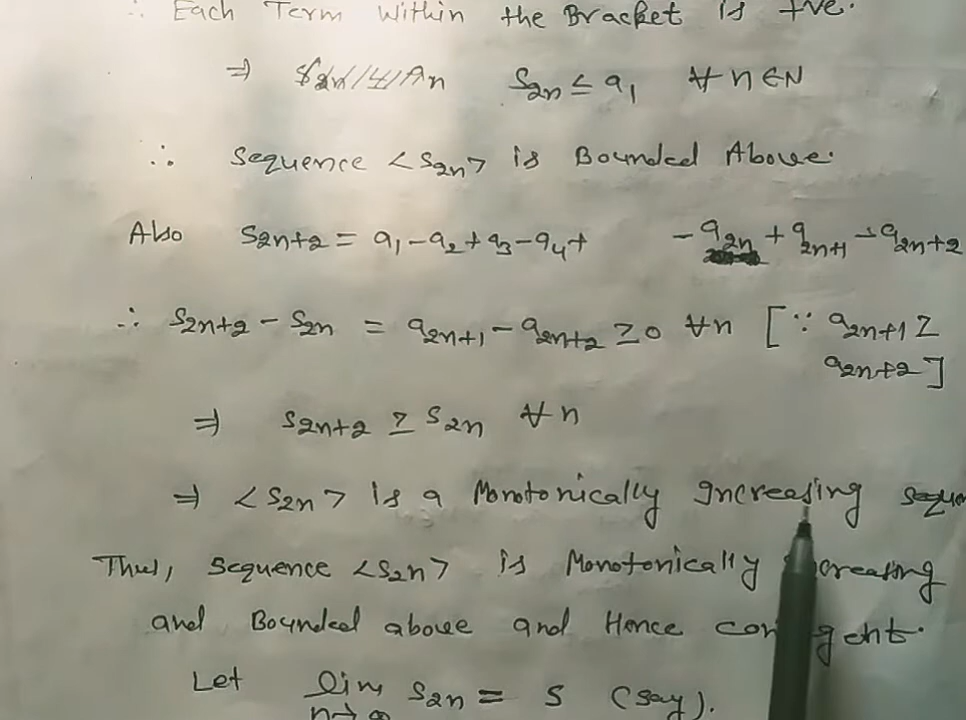 ∴ Each Term Within the Bracket is +ve.
⇒ S₂ₙ ≤ a₁ ∀ n ∈ N
∴ Sequence <S₂ₙ> is Bounded Above.
Also S₂ₙ₊₂ = a₁ - a₂ + a₃ - a₄ + - a₂ₙ + a₂ₙ₊₁ - a₂ₙ₊₂
∴ S₂ₙ₊₂ - S₂ₙ = a₂ₙ₊₁ - a₂ₙ₊₂ ≥ 0 ∀ n [∵ a₂ₙ₊₁ ≥
a₂ₙ₊₂]
⇒ S₂ₙ₊₂ ≥ S₂ₙ ∀ n
⇒ <S₂ₙ> is a Monotonically Increasing
Thus, Sequence <S₂ₙ> is Monotonically
and Bounded above and Hence
Let lim S₂ₙ = S (say).
n→∞